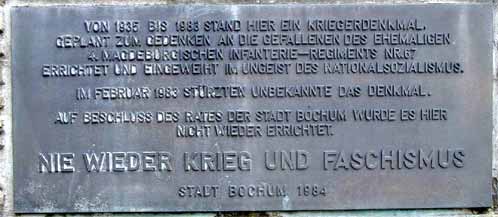 VON 1935 BIS 1983 STAND HIER EIN KRIEGERDENKMAL,
GEPLANT ZUM GEDENKEN AN DIE GEFALLENEN DES EHEMALIGEN
4. MAGDEBURGISCHEN INFANTERIE-REGIMENTS NR.67
ERRICHTET UND EINGEWEIHT IM UNGEIST DES NATIONALSOZIALISMUS.
IM FEBRUAR 1983 STÜRZTEN UNBEKANNTE DAS DENKMAL.
AUF BESCHLUSS DES RATES DER STADT BOCHUM WURDE ES HIER
NICHT WIEDER ERRICHTET.
NIE WIEDER KRIEG UND FASCHISMUS
STADT BOCHUM 1984